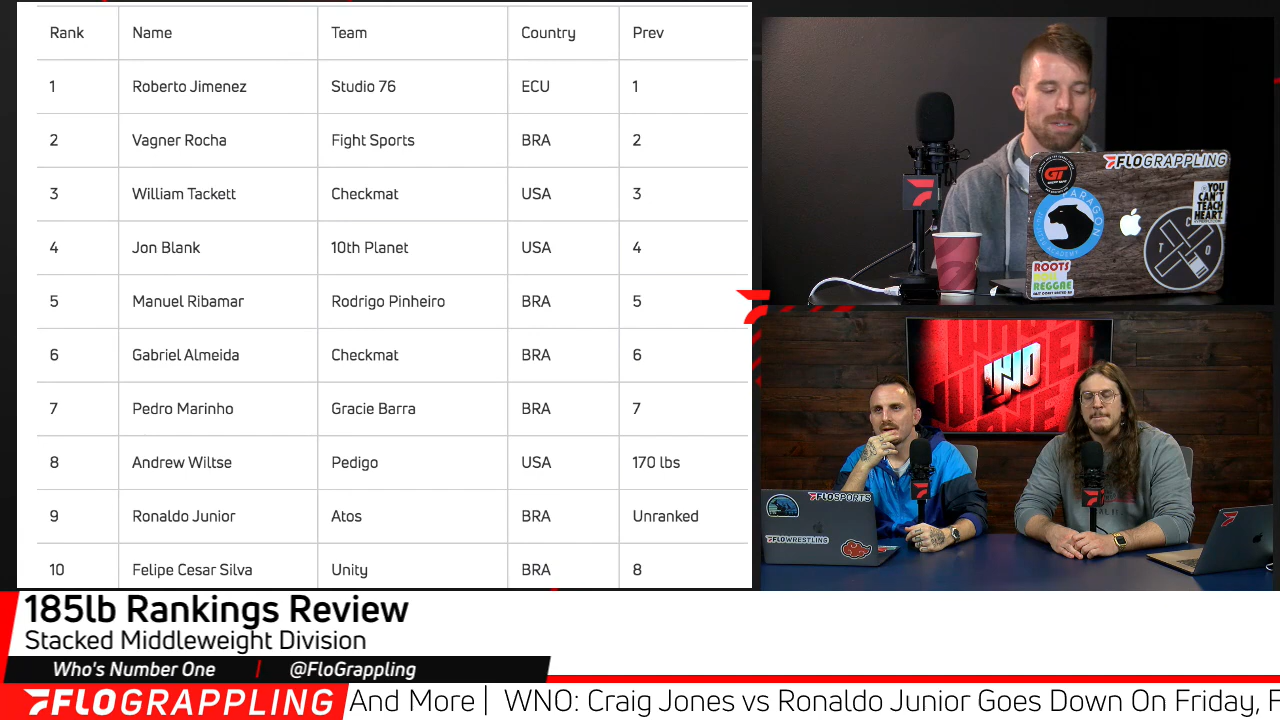 Rank Name Team Country Prev
1 Roberto Jimenez Studio 76 ECU 1
2 Vagner Rocha Fight Sports BRA 2
3 William Tackett Checkmat USA 3
4 Jon Blank 10th Planet USA 4
5 Manuel Ribamar Rodrigo Pinheiro BRA 5
6 Gabriel Almeida Checkmat BRA 6
7 Pedro Marinho Gracie Barra BRA 7
8 Andrew Wiltse Pedigo USA 170 lbs
9 Ronaldo Junior Atos BRA Unranked
10 Felipe Cesar Silva Unity BRA 8
FLOGRAPPLING
GT
PARAGON
YOU
CAN'T
TEACH
HEART.
T C O
ROOTS
REGGAE
WNO
FLOSPORTS
FLOWRESTLING
185lb Rankings Review
Stacked Middleweight Division
Who's Number One | @FloGrappling
FLOGRAPPLING And More | WNO: Craig Jones vs Ronaldo Junior Goes Down On Friday, F